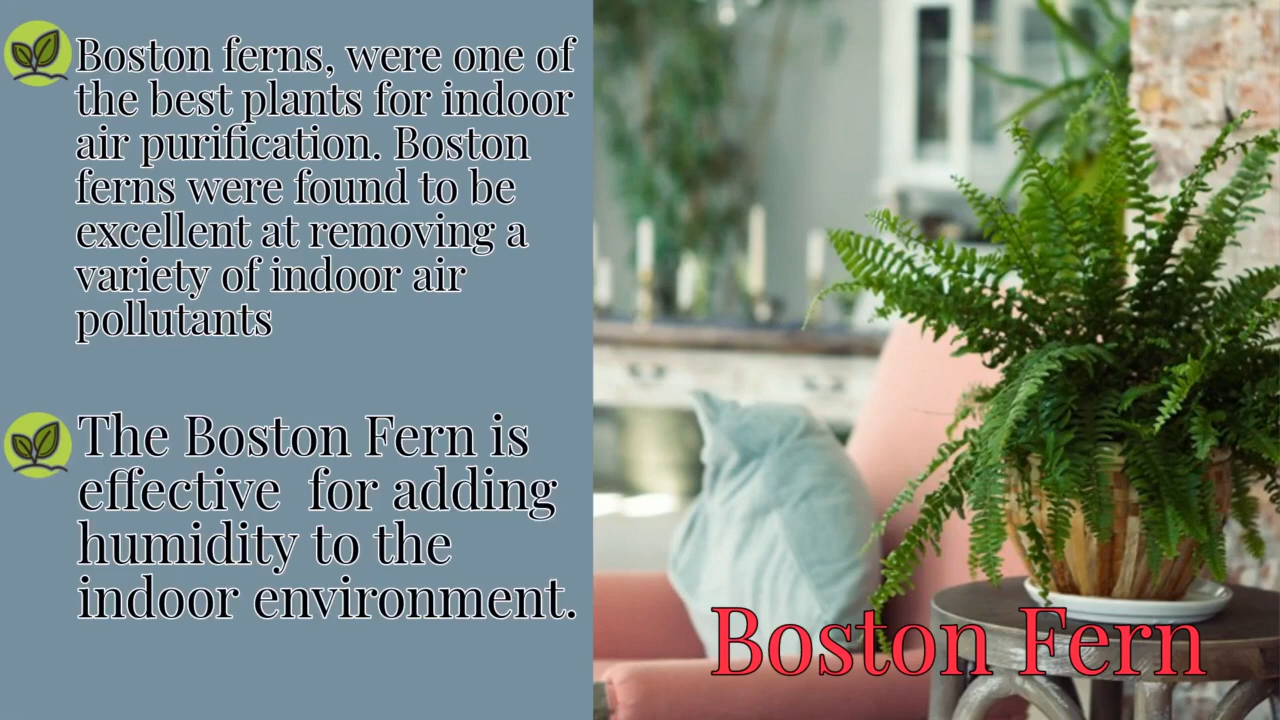 Boston ferns, were one of
the best plants for indoor
air purification. Boston
ferns were found to be
excellent at removing a
variety of indoor air
pollutants
The Boston Fern is
effective  for adding
humidity to the
indoor environment.
Boston Fern